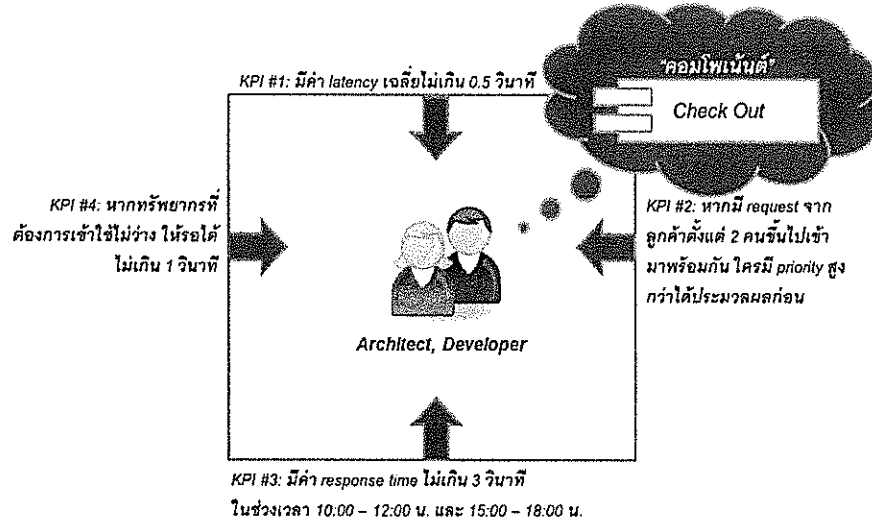 "คอมโพเน้นต์"
Check Out
KPI #1: มีค่า latency เฉลี่ยไม่เกิน 0.5 วินาที
KPI #4: หากทรัพยากรที่
ต้องการเข้าใช้ไม่ว่าง ให้รอได้
ไม่เกิน 1 วินาที
KPI #2: หากมี request จาก
ลูกค้าตั้งแต่ 2 คนขึ้นไปเข้า
มาพร้อมกัน ใครมี priority สูง
กว่าได้ประมวลผลก่อน
Architect, Developer
KPI #3: มีค่า response time ไม่เกิน 3 วินาที
ในช่วงเวลา 10:00 – 12:00 น. และ 15:00 – 18:00 น.